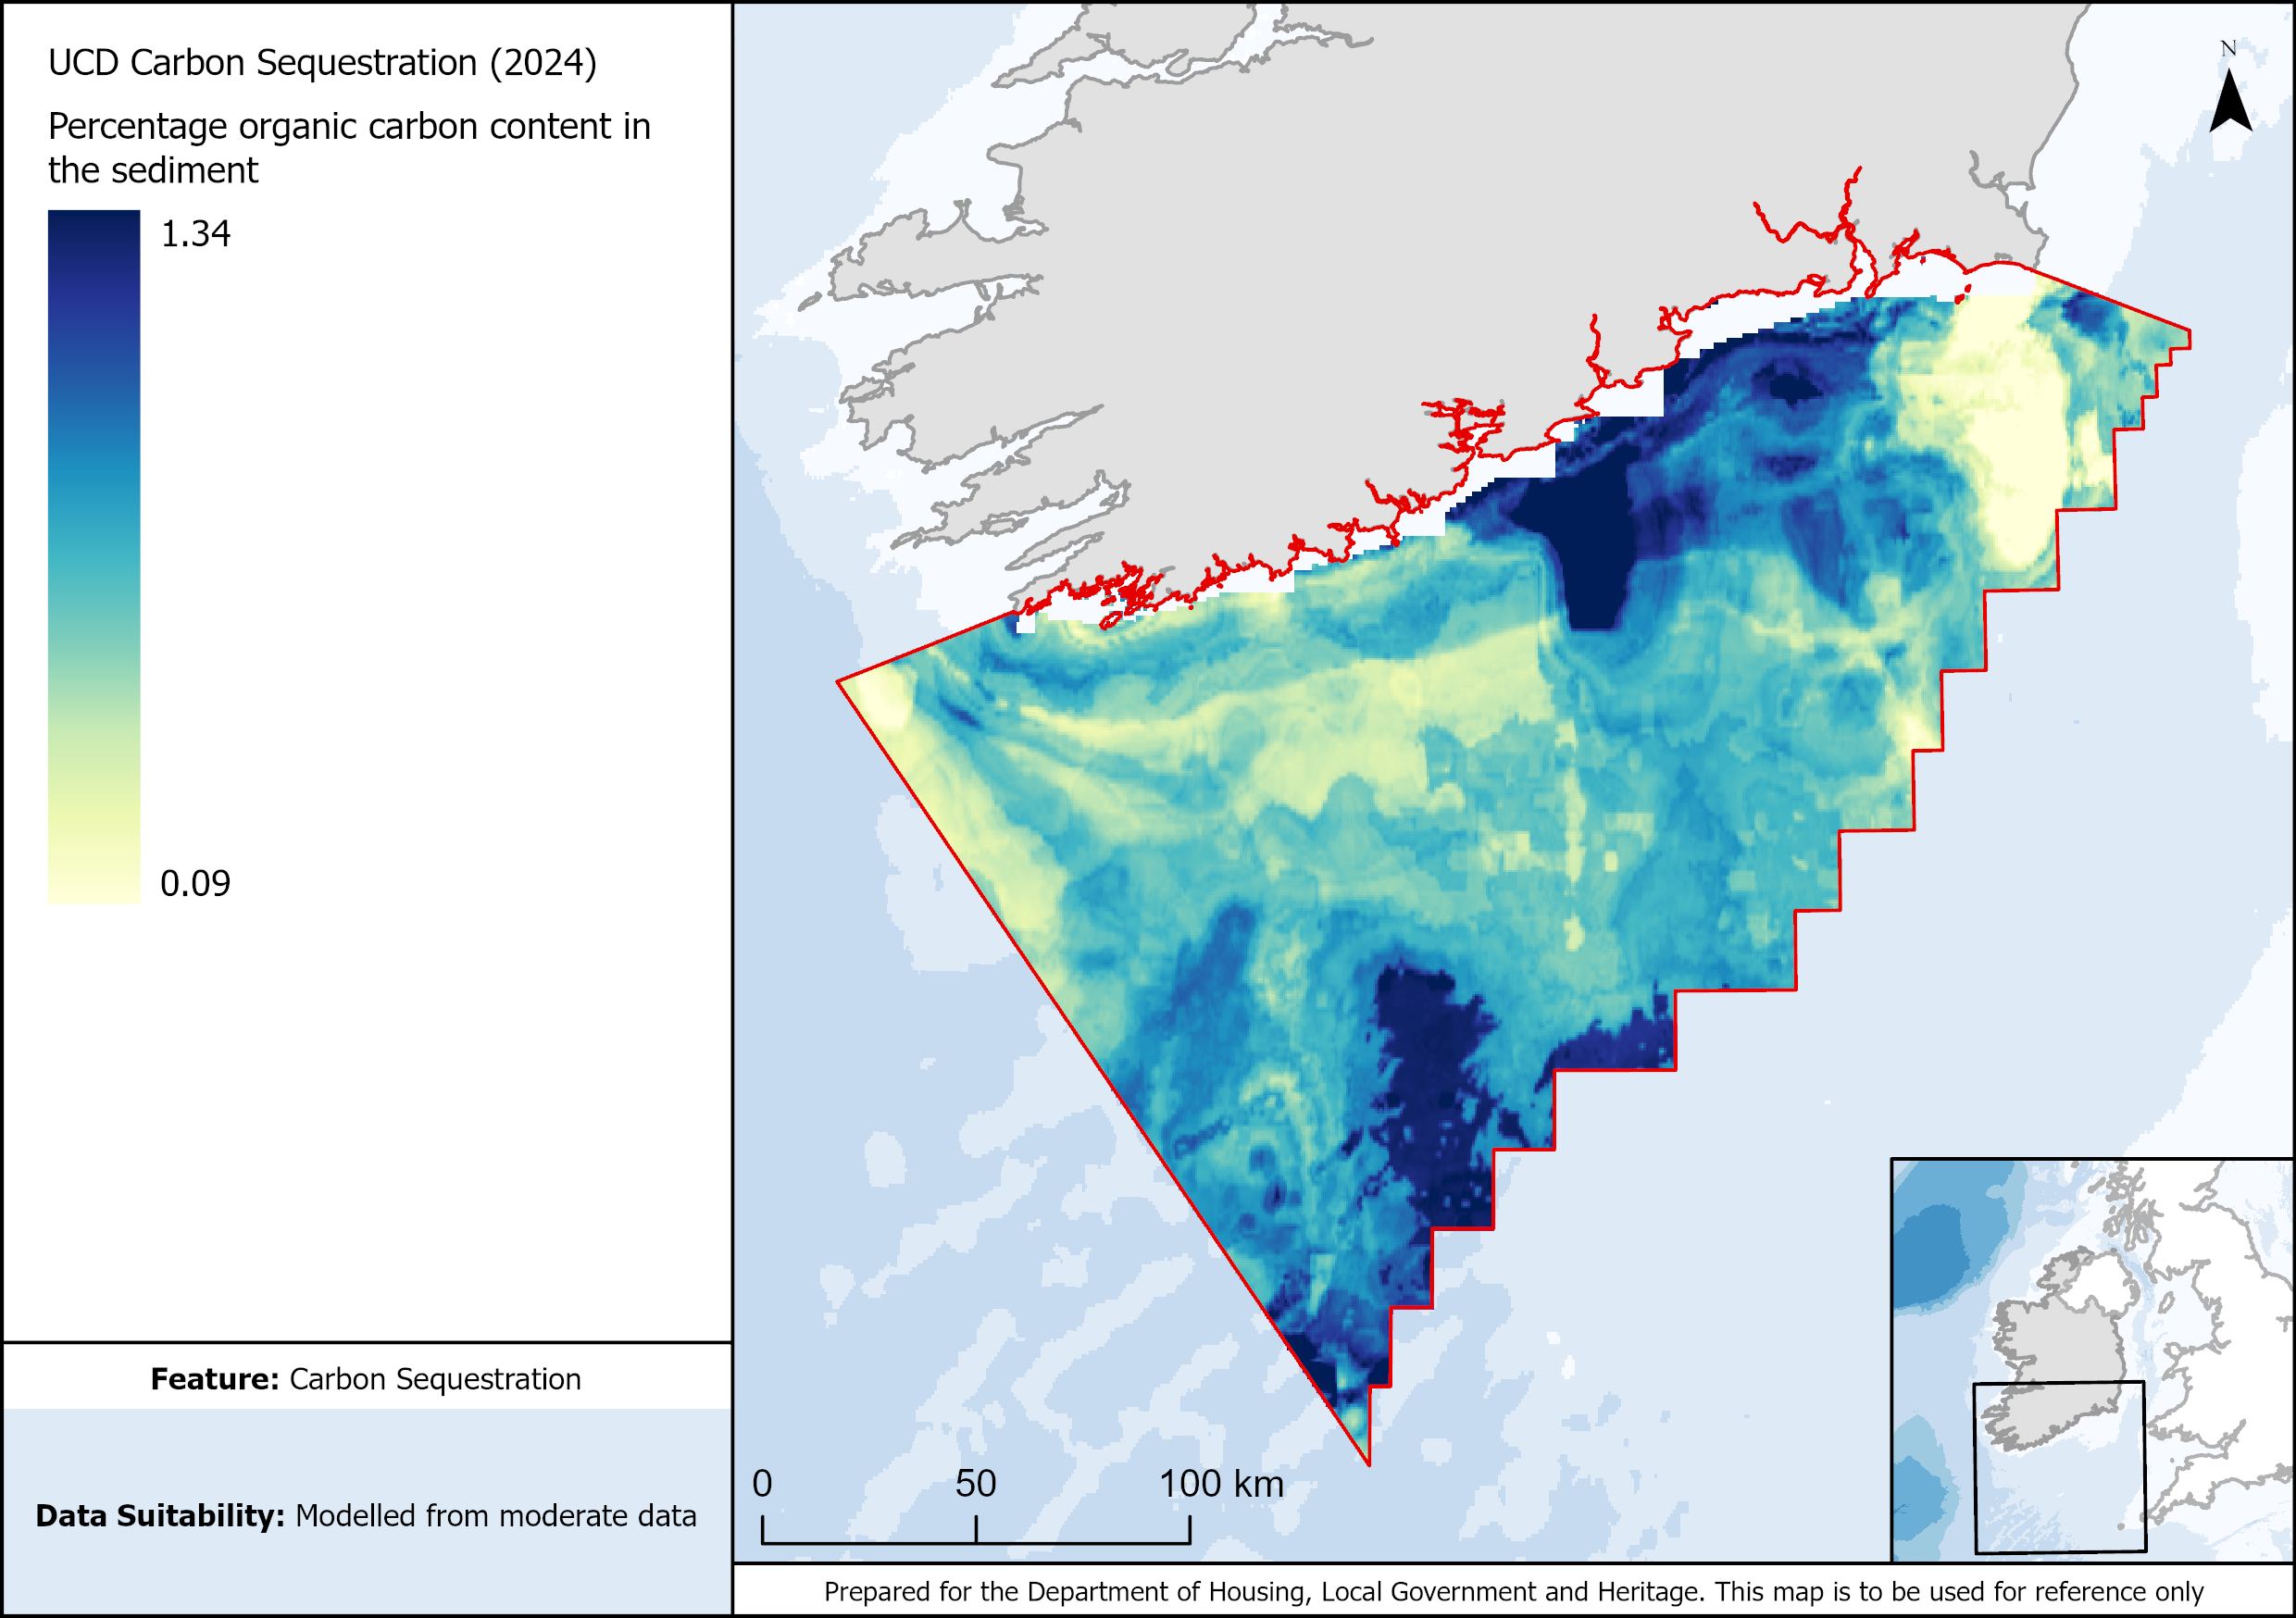 UCD Carbon Sequestration (2024)
Percentage organic carbon content in
the sediment
1.34
0.09
Feature: Carbon Sequestration
Data Suitability: Modelled from moderate data
N
0 50 100 km
Prepared for the Department of Housing, Local Government and Heritage. This map is to be used for reference only